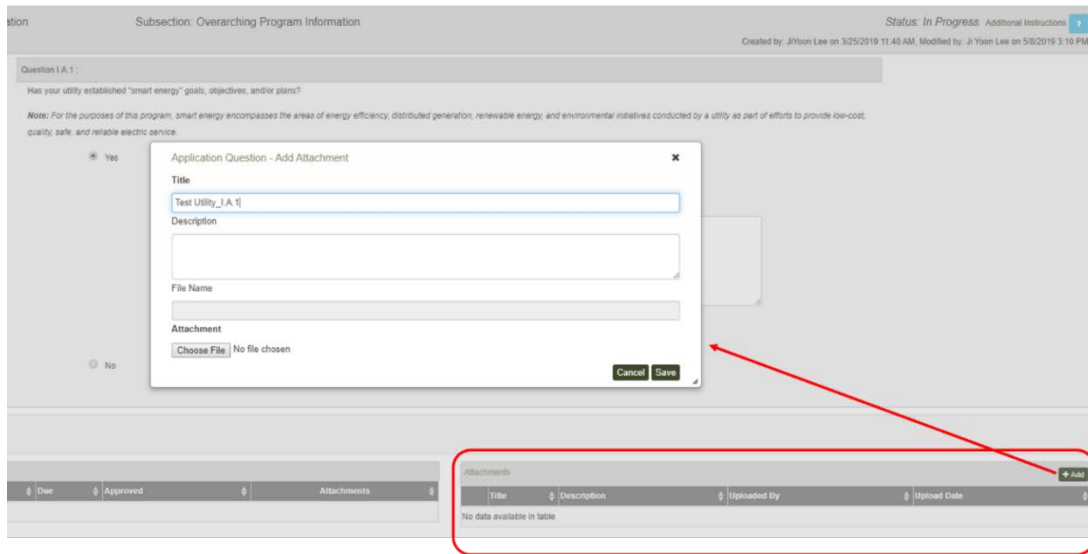 ation
Subsection: Overarching Program Information
Status: In Progress Additional Instructions ?
Created by: JiYoon Lee on 3/25/2019 11:40 AM, Modified by: Ji Yoon Lee on 5/8/2019 3:10 PM
Question I.A.1 :
Has your utility established "smart energy" goals, objectives, and/or plans?
Note: For the purposes of this program, smart energy encompasses the areas of energy efficiency, distributed generation, renewable energy, and environmental initiatives conducted by a utility as part of efforts to provide low-cost,
quality, safe, and reliable electric service.
Yes
Application Question - Add Attachment ×
Title
Test Utility_I.A.1
Description
File Name
Attachment
Choose File No file chosen
Cancel Save
No
Attachments + Add
Due Approved Attachments
Title Description Uploaded By Upload Date
No data available in table